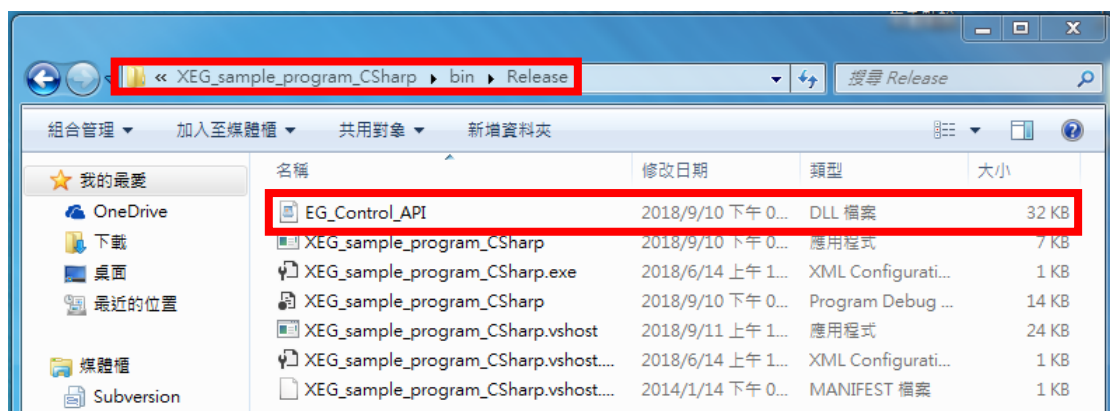 « XEG_sample_program_CSharp ▸ bin ▸ Release
搜尋 Release
組合管理 ▼ 加入至媒體櫃 ▼ 共用對象 ▼ 新增資料夾
名稱 修改日期 類型 大小
我的最愛
OneDrive
下載
桌面
最近的位置
媒體櫃
Subversion
EG_Control_API 2018/9/10 下午 0... DLL 檔案 32 KB
XEG_sample_program_CSharp 2018/9/10 下午 0... 應用程式 7 KB
XEG_sample_program_CSharp.exe 2018/6/14 上午 1... XML Configurati... 1 KB
XEG_sample_program_CSharp 2018/9/10 下午 0... Program Debug ... 14 KB
XEG_sample_program_CSharp.vshost 2018/9/11 上午 1... 應用程式 24 KB
XEG_sample_program_CSharp.vshost.... 2018/6/14 上午 1... XML Configurati... 1 KB
XEG_sample_program_CSharp.vshost.... 2014/1/14 下午 0... MANIFEST 檔案 1 KB